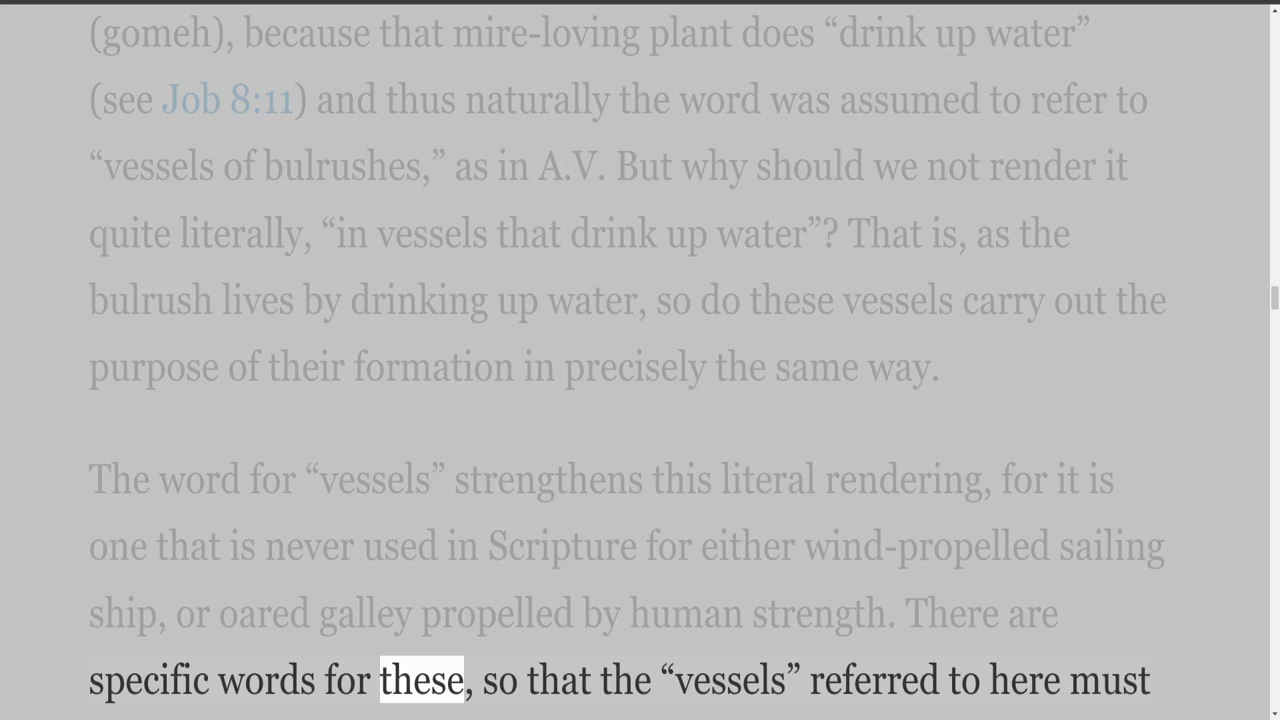 (gomeh), because that mire-loving plant does “drink up water”
(see Job 8:11) and thus naturally the word was assumed to refer to
“vessels of bulrushes,” as in A.V. But why should we not render it
quite literally, “in vessels that drink up water”? That is, as the
bulrush lives by drinking up water, so do these vessels carry out the
purpose of their formation in precisely the same way.
The word for “vessels” strengthens this literal rendering, for it is
one that is never used in Scripture for either wind-propelled sailing
ship, or oared galley propelled by human strength. There are
specific words for these, so that the “vessels” referred to here must